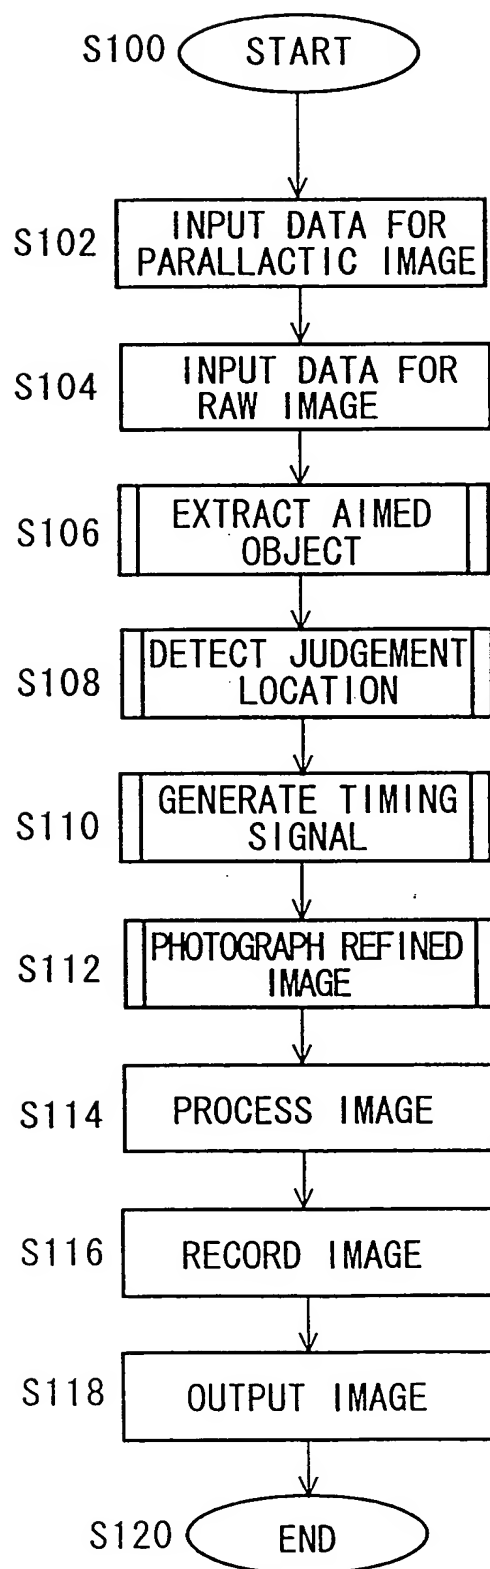 S100 START
S102 INPUT DATA FOR
PARALLACTIC IMAGE
S104 INPUT DATA FOR
RAW IMAGE
S106 EXTRACT AIMED
OBJECT
S108 DETECT JUDGEMENT
LOCATION
S110 GENERATE TIMING
SIGNAL
S112 PHOTOGRAPH REFINED
IMAGE
S114 PROCESS IMAGE
S116 RECORD IMAGE
S118 OUTPUT IMAGE
S120 END